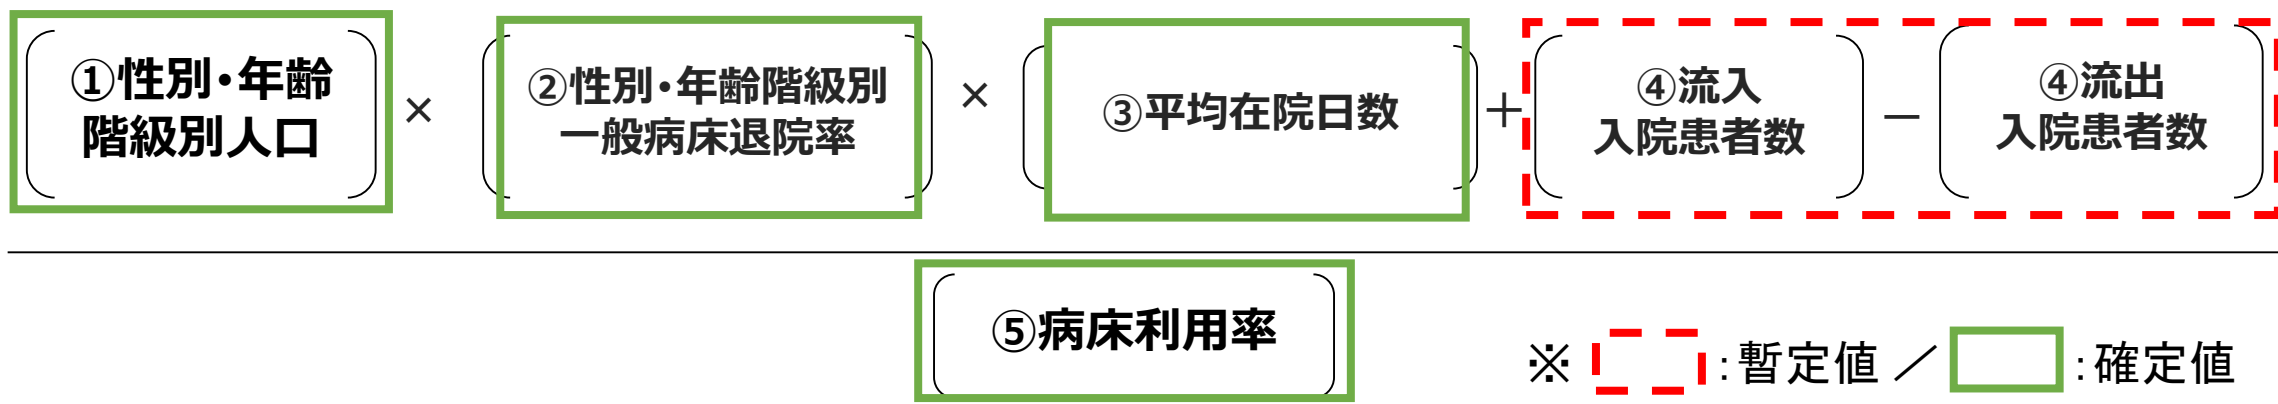 ①性別・年齢
階級別人口
×
②性別・年齢階級別
一般病床退院率
×
③平均在院日数
＋
④流入
入院患者数
－
④流出
入院患者数
⑤病床利用率
※ :暫定値／ :確定値